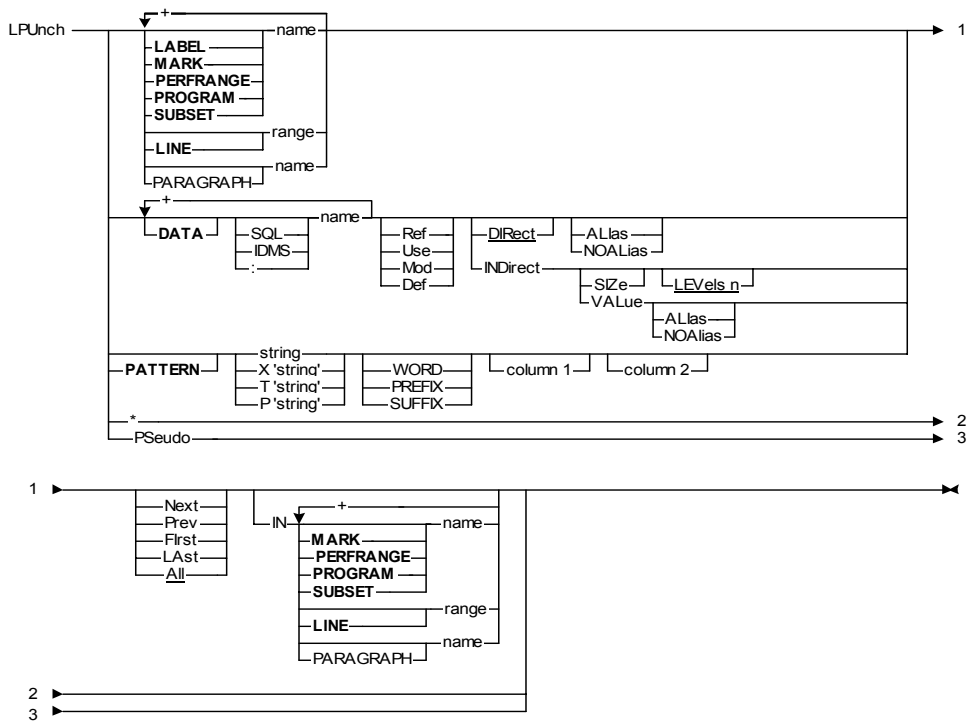 +
LPUnch name 1
LABEL
MARK
PERFRANGE
PROGRAM
SUBSET
range
LINE
name
PARAGRAPH
+
name
DATA SQL Ref DIRect ALIas
IDMS Use NOALias
: Mod INDirect
Def SIZe LEVels n
VALue
ALIas
NOAlias
string
PATTERN X 'string' WORD column 1 column 2
T 'string' PREFIX
P 'string' SUFFIX
* 2
PSeudo 3
1
Next IN + name
Prev MARK
FIrst PERFRANGE
LAst PROGRAM
All SUBSET
range
LINE
name
PARAGRAPH
2
3